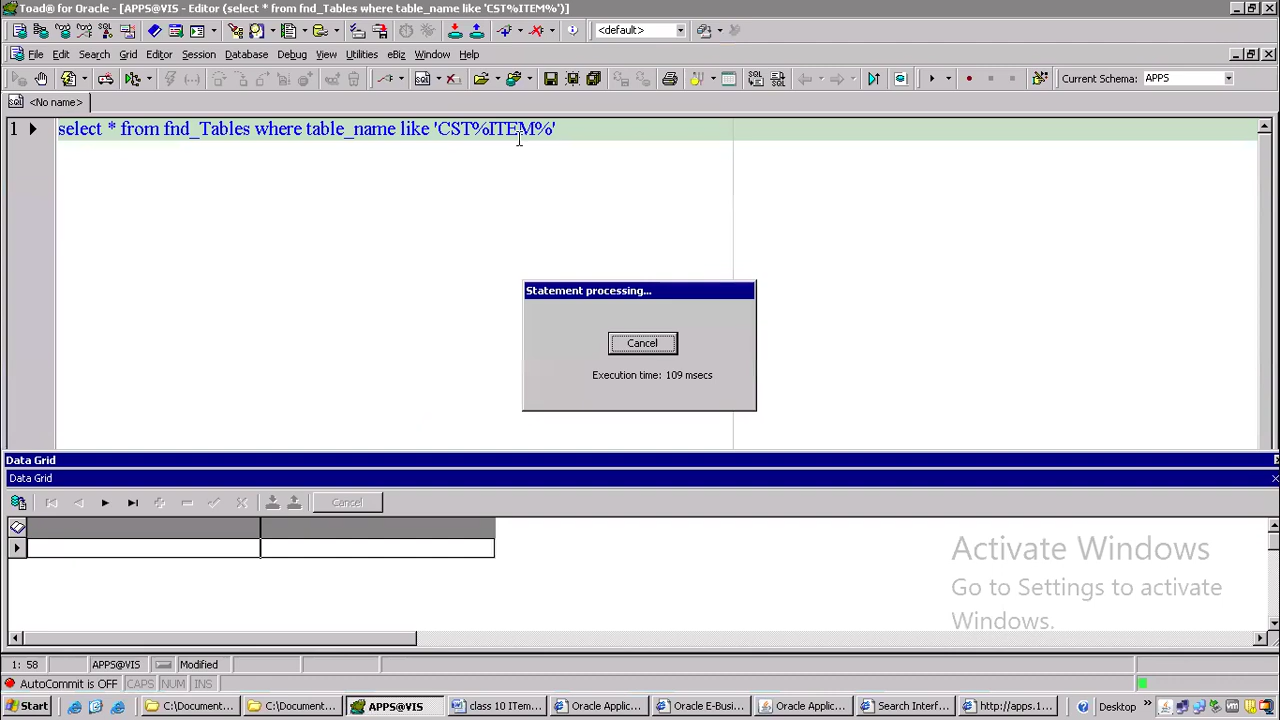 Toad® for Oracle - [APPS@VIS - Editor (select * from fnd_Tables where table_name like 'CST%ITEM%')]
<default>
File Edit Search Grid Editor Session Database Debug View Utilities eBiz Window Help
SQL SQL SQL Current Schema: APPS
<No name>
1 select * from fnd_Tables where table_name like 'CST%ITEM%'
Statement processing...
Cancel
Execution time: 109 msecs
Data Grid
Data Grid
Cancel
Activate Windows
Go to Settings to activate
Windows.
1: 58 APPS@VIS Modified
AutoCommit is OFF CAPS NUM INS
Start C:\Document... C:\Document... APPS@VIS class 10 ITem... Oracle Applic... Oracle E-Busi... Oracle Applic... Search Interf... http://apps.1... Desktop »